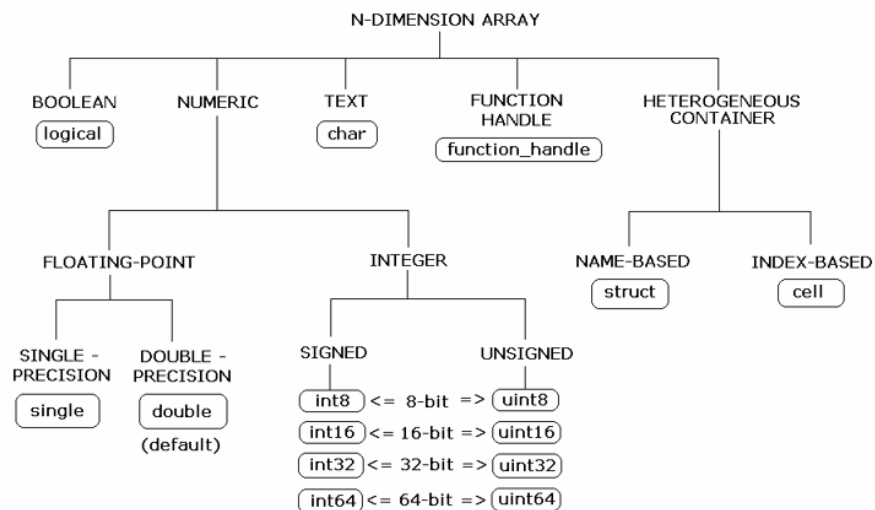 N-DIMENSION ARRAY
BOOLEAN
logical
NUMERIC
TEXT
char
FUNCTION
HANDLE
function_handle
HETEROGENEOUS
CONTAINER
FLOATING-POINT
INTEGER
NAME-BASED
struct
INDEX-BASED
cell
SINGLE -
PRECISION
single
DOUBLE -
PRECISION
double
(default)
SIGNED
UNSIGNED
int8 <= 8-bit => uint8
int16 <= 16-bit => uint16
int32 <= 32-bit => uint32
int64 <= 64-bit => uint64